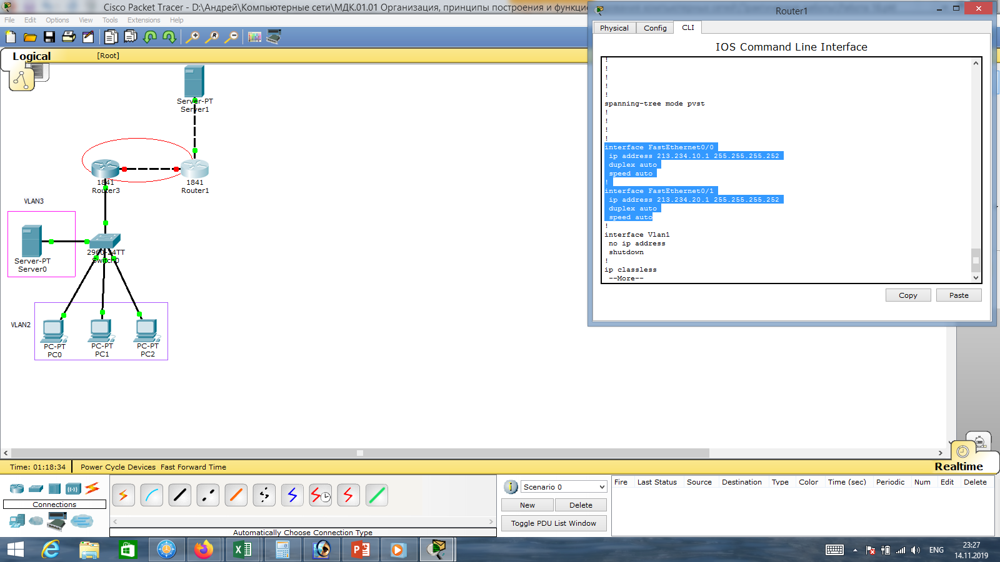 Cisco Packet Tracer - D:\Андрей\Компьютерные сети\МДК.01.01 Организация, принципы построения и функцио
File Edit Options View Tools Extensions Help
Logical
[Root]
Server-PT
Server1
1841
Router3
1841
Router1
VLAN3
Server-PT
Server0
2960-24TT
Switch0
VLAN2
PC-PT
PC0
PC-PT
PC1
PC-PT
PC2
Router1
Physical Config CLI
IOS Command Line Interface
!
!
!
!
!
spanning-tree mode pvst
!
!
!
!
interface FastEthernet0/0
ip address 213.234.10.1 255.255.255.252
duplex auto
speed auto
!
interface FastEthernet0/1
ip address 213.234.20.1 255.255.255.252
duplex auto
speed auto
!
interface Vlan1
no ip address
shutdown
!
ip classless
--More--
Copy Paste
Time: 01:18:34 Power Cycle Devices Fast Forward Time
Realtime
Connections
Automatically Choose Connection Type
Scenario 0
New Delete
Toggle PDU List Window
Fire Last Status Source Destination Type Color Time (sec) Periodic Num Edit Delete
ENG
23:27
14.11.2019